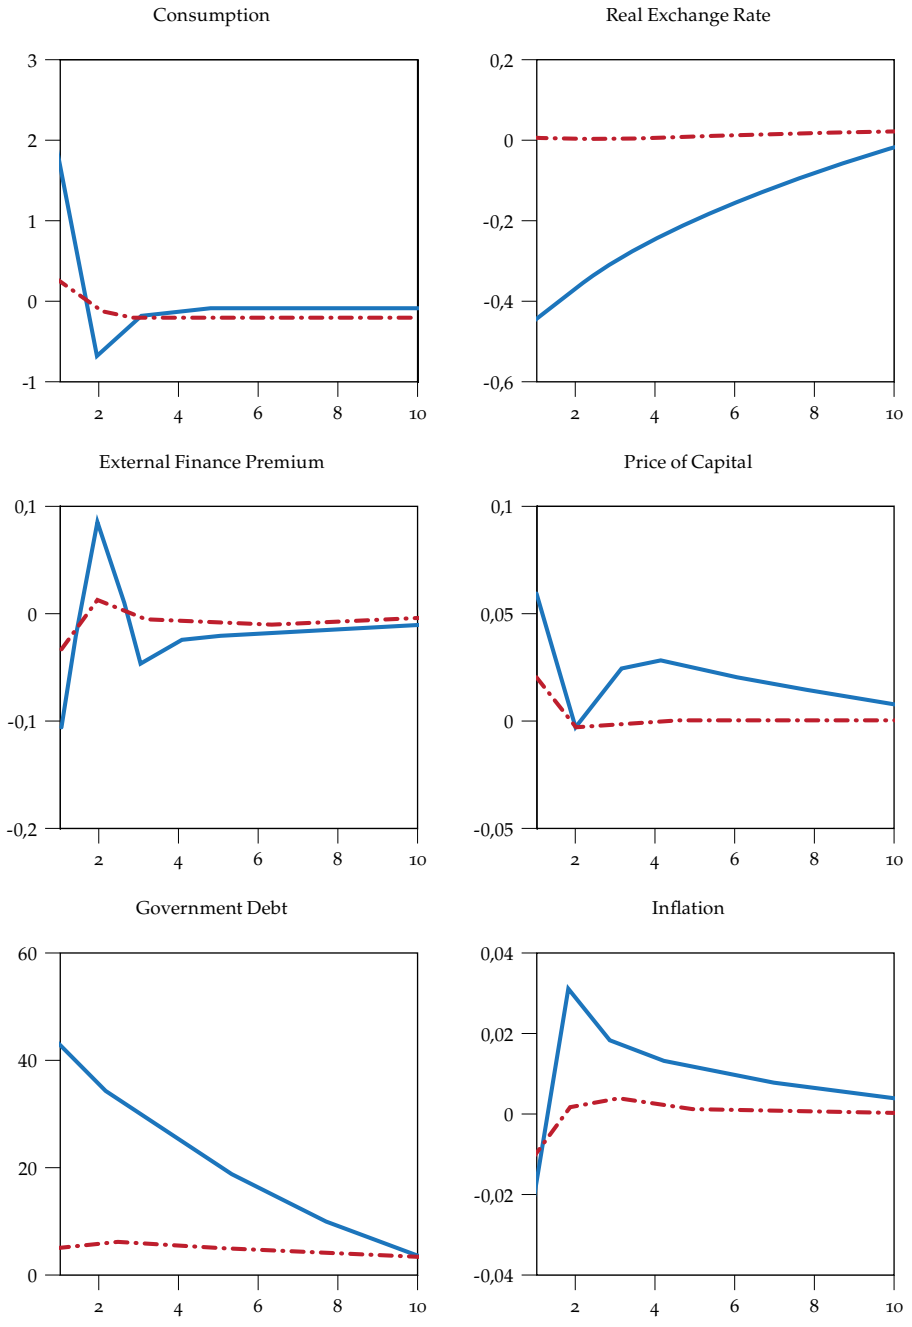 Consumption
3
2
1
0
-1
2 4 6 8 10
Real Exchange Rate
0,2
0
-0,2
-0,4
-0,6
2 4 6 8 10
External Finance Premium
0,1
0
-0,1
-0,2
2 4 6 8 10
Price of Capital
0,1
0,05
0
-0,05
2 4 6 8 10
Government Debt
60
40
20
0
2 4 6 8 10
Inflation
0,04
0,02
0
-0,02
-0,04
2 4 6 8 10